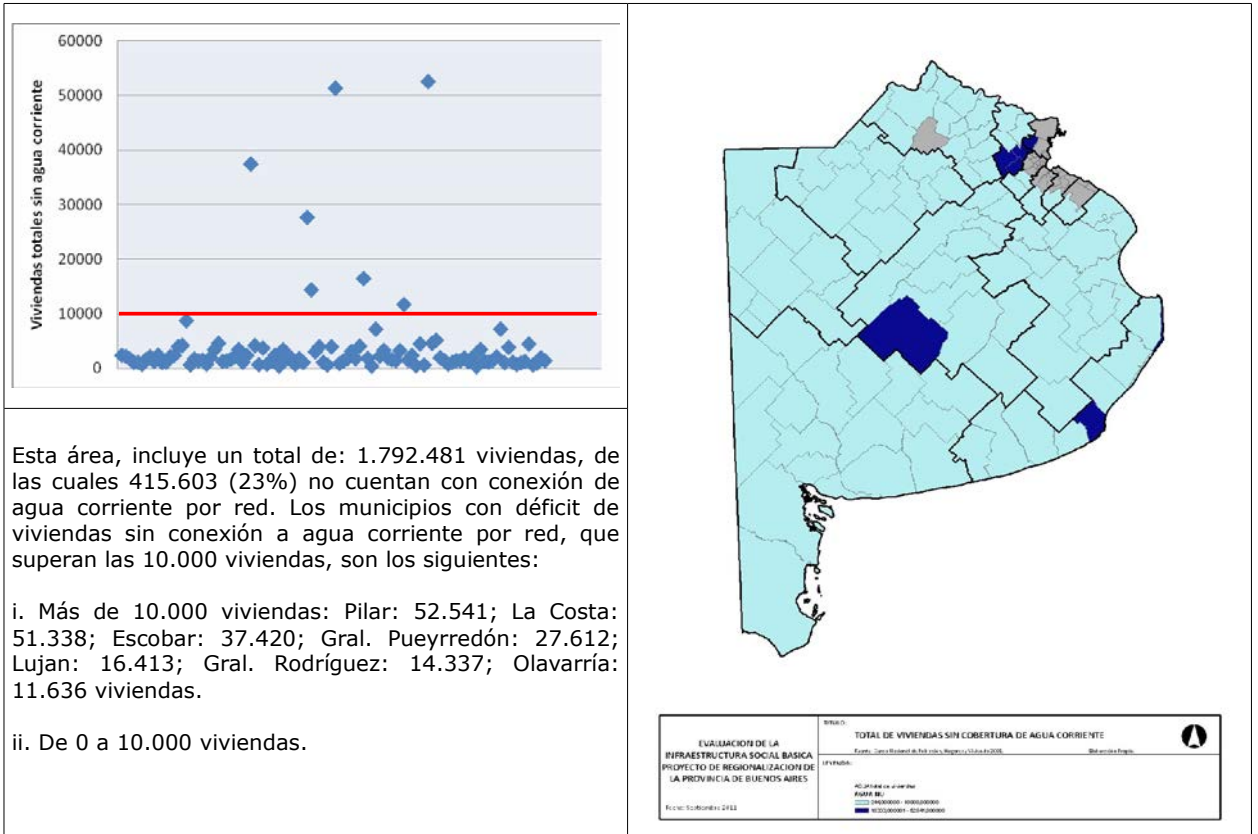 60000
50000
40000
30000
20000
10000
0
Viviendas totales sin agua corriente
Esta área, incluye un total de: 1.792.481 viviendas, de
las cuales 415.603 (23%) no cuentan con conexión de
agua corriente por red. Los municipios con déficit de
viviendas sin conexión a agua corriente por red, que
superan las 10.000 viviendas, son los siguientes:
i. Más de 10.000 viviendas: Pilar: 52.541; La Costa:
51.338; Escobar: 37.420; Gral. Pueyrredón: 27.612;
Lujan: 16.413; Gral. Rodríguez: 14.337; Olavarría:
11.636 viviendas.
ii. De 0 a 10.000 viviendas.
EVALUACION DE LA
INFRAESTRUCTURA SOCIAL BASICA
PROYECTO DE REGIONALIZACION DE
LA PROVINCIA DE BUENOS AIRES
TOTAL DE VIVIENDAS SIN COBERTURA DE AGUA CORRIENTE